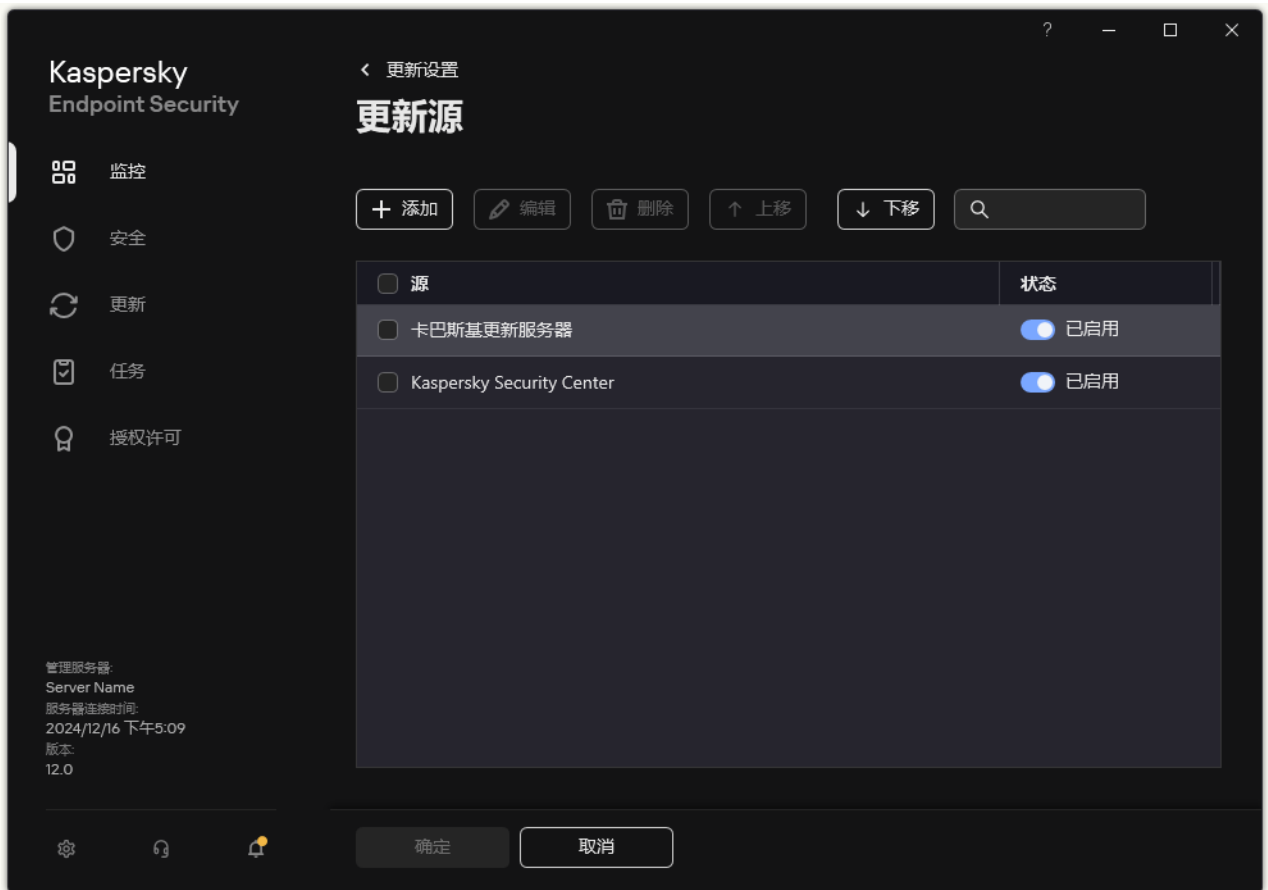 ?
Kaspersky
Endpoint Security
监控
安全
更新
任务
授权许可
管理服务器:
Server Name
服务器连接时间:
2024/12/16 下午5:09
版本:
12.0
更新设置
更新源
添加
编辑
删除
上移
下移
源 状态
卡巴斯基更新服务器 已启用
Kaspersky Security Center 已启用
确定
取消